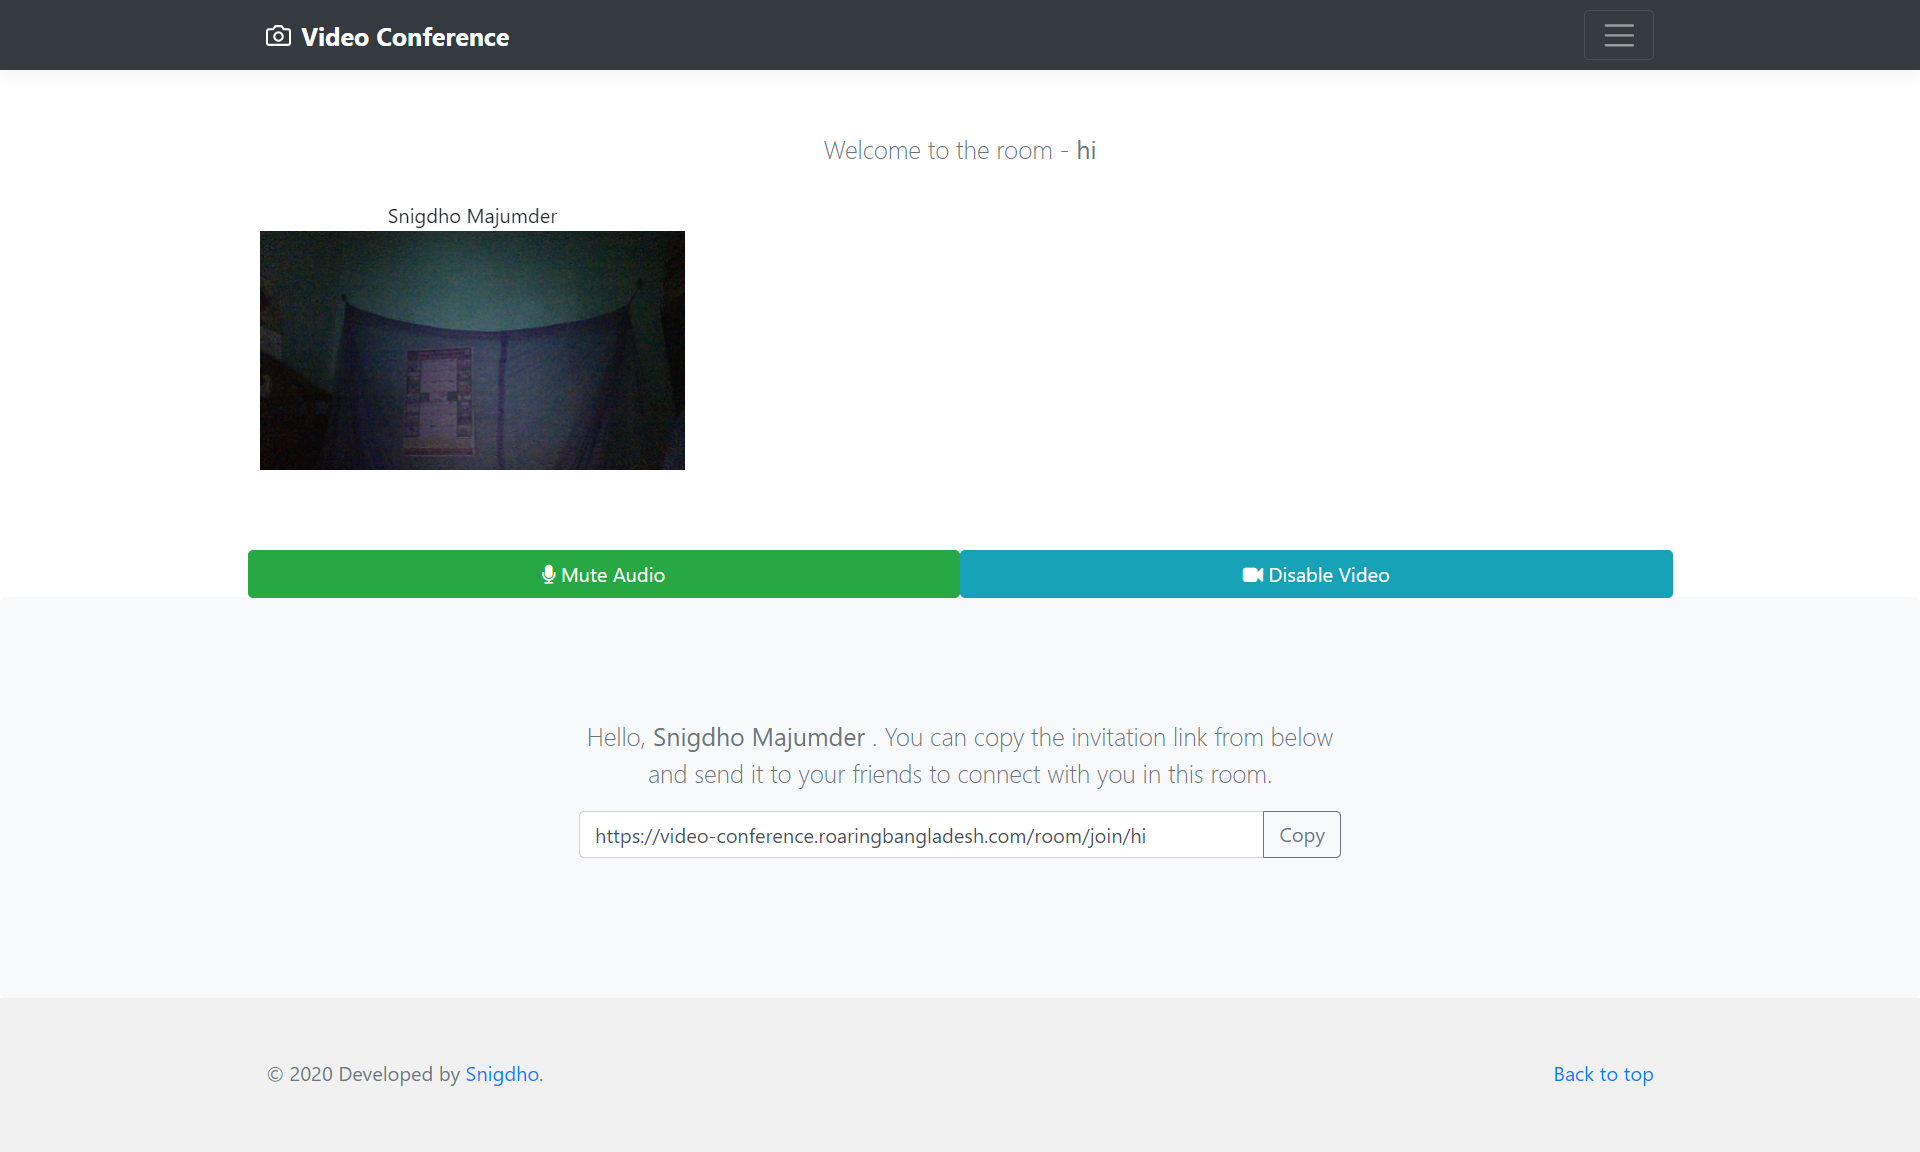 Video Conference
Welcome to the room - hi
Snigdho Majumder
Mute Audio
Disable Video
Hello, Snigdho Majumder . You can copy the invitation link from below
and send it to your friends to connect with you in this room.
https://video-conference.roaringbangladesh.com/room/join/hi
Copy
© 2020 Developed by Snigdho.
Back to top